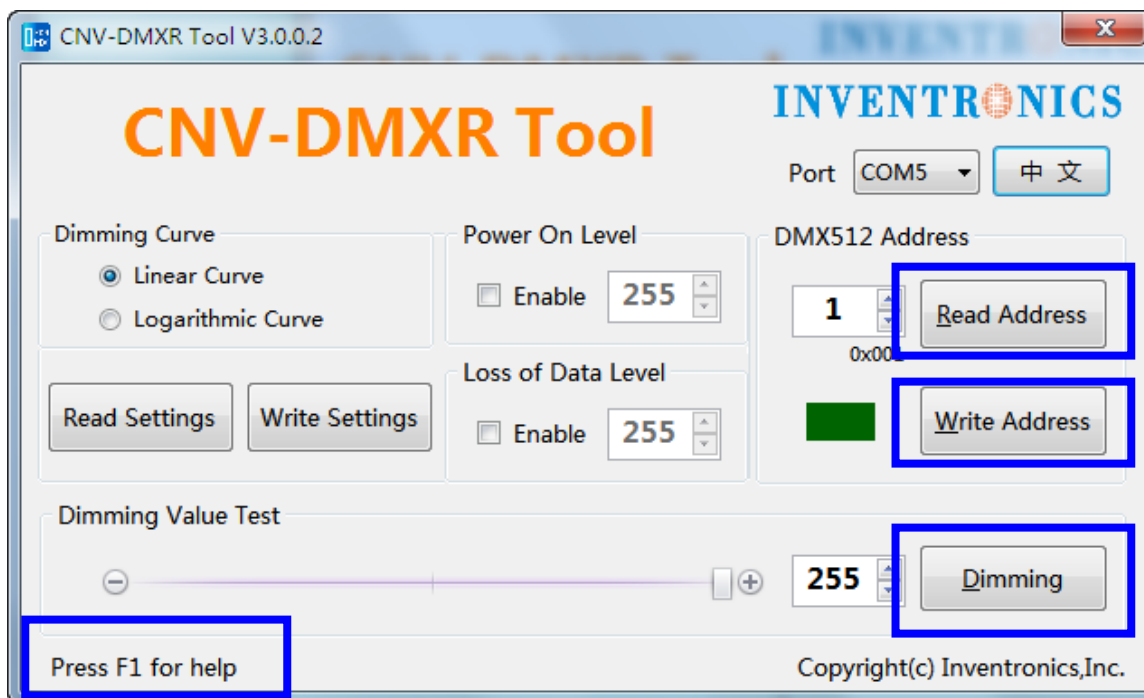 CNV-DMXR Tool V3.0.0.2
INVENTRONICS
CNV-DMXR Tool
Port COM5 中 文
Dimming Curve
Linear Curve
Logarithmic Curve
Power On Level
Enable 255
DMX512 Address
1 Read Address
Read Settings Write Settings
Loss of Data Level
Enable 255
Write Address
Dimming Value Test
255 Dimming
Press F1 for help
Copyright(c) Inventronics,Inc.